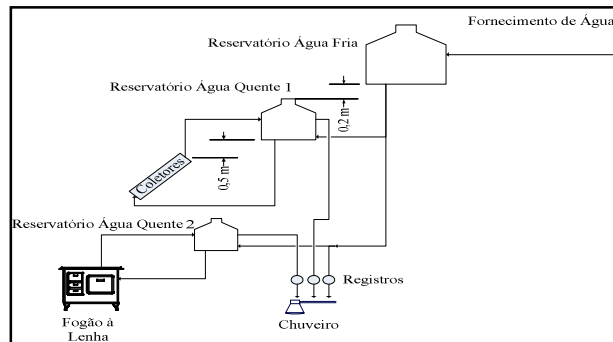 Fornecimento de Água
Reservatório Água Fria
Reservatório Água Quente 1
0,2 m
Coletores
0,5 m
Reservatório Água Quente 2
Registros
Fogão à
Lenha
Chuveiro